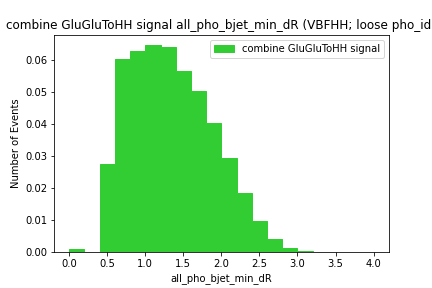 combine GluGluToHH signal all_pho_bjet_min_dR (VBFHH; loose pho_id
combine GluGluToHH signal
Number of Events
0.06
0.05
0.04
0.03
0.02
0.01
0.00
0.0 0.5 1.0 1.5 2.0 2.5 3.0 3.5 4.0
all_pho_bjet_min_dR